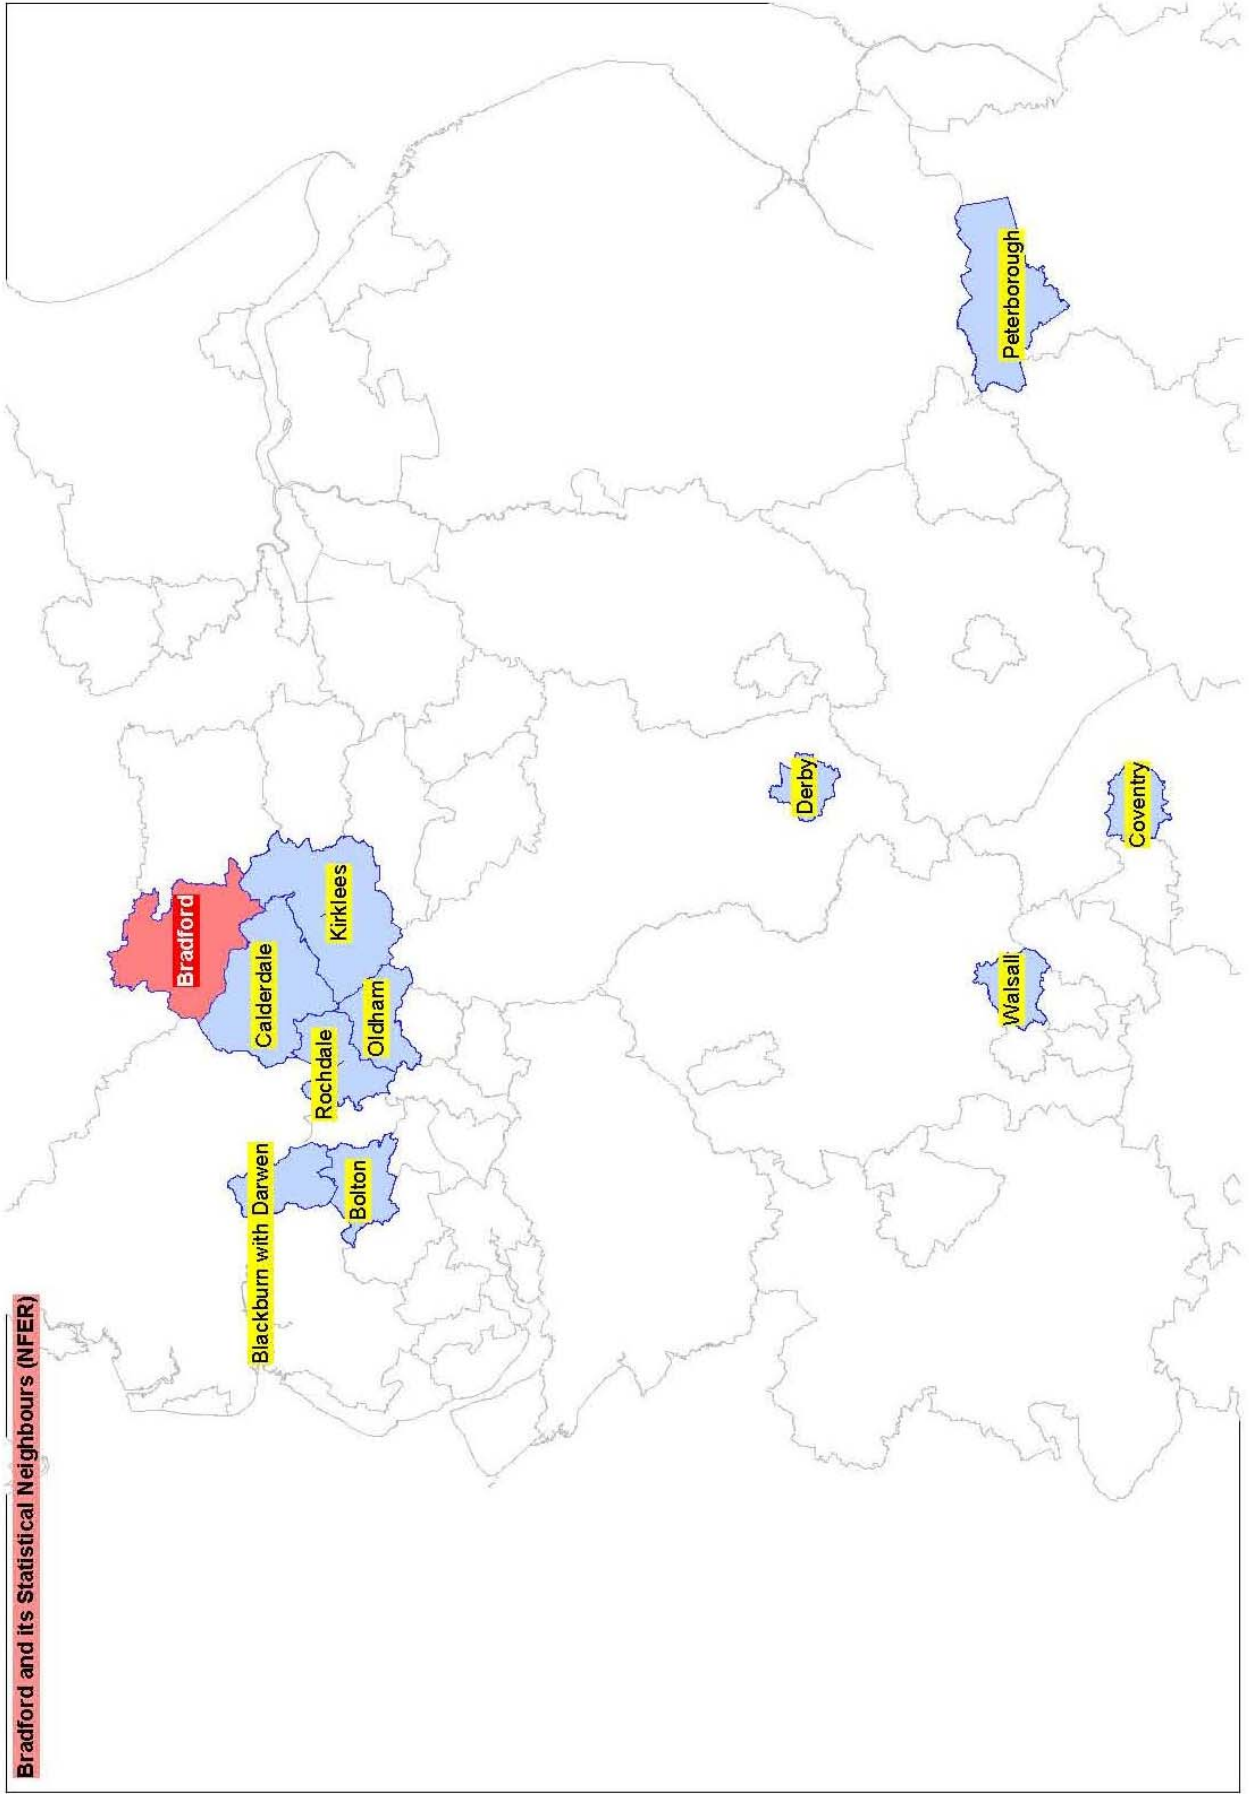 Bradford and its Statistical Neighbours (NFER)
Bradford
Calderdale
Blackburn with Darwen
Kirklees
Rochdale
Oldham
Bolton
Derby
Peterborough
Walsall
Coventry